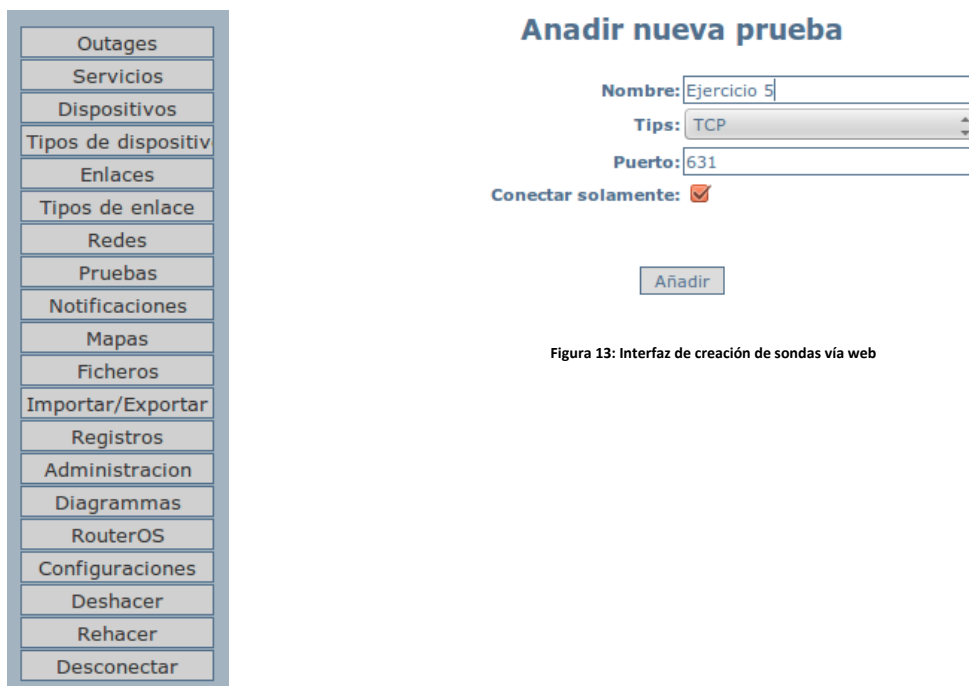 Outages
Servicios
Dispositivos
Tipos de dispositiv
Enlaces
Tipos de enlace
Redes
Pruebas
Notificaciones
Mapas
Ficheros
Importar/Exportar
Registros
Administracion
Diagrammas
RouterOS
Configuraciones
Deshacer
Rehacer
Desconectar
Anadir nueva prueba
Nombre: Ejercicio 5
Tips: TCP
Puerto: 631
Conectar solamente:
Añadir
Figura 13: Interfaz de creación de sondas vía web